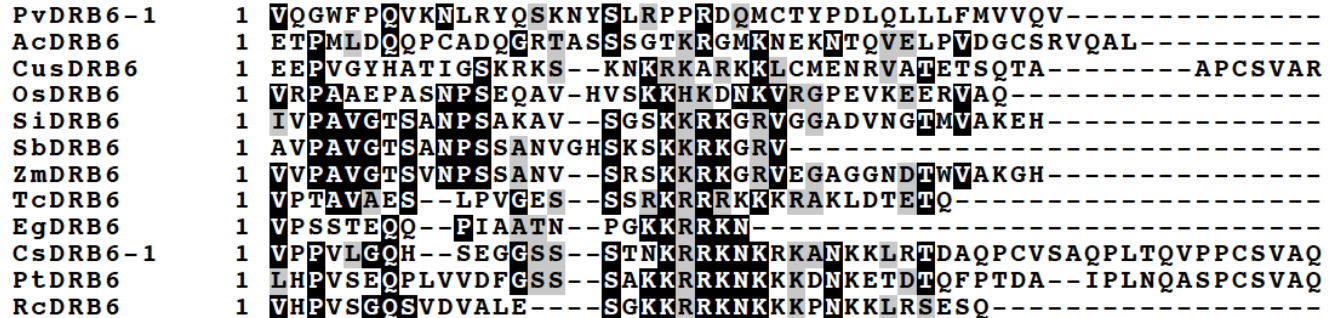 PvDRB6-1 1 VQGWFPQVKNLRYQSKNYSLRPPRDQMCTYPDLQLLLFMVVQV--------------
AcDRB6 1 ETPMLDQQPCADQGRTASSSGTKRGMKNEKNTQVELPVDGCSRVQAL----------
CusDRB6 1 EEPVGYHATIGSKRKS--KNKRKARKKLCMENRVATETSQTA--------APCSVAR
OsDRB6 1 VRPAAEPASNPSEQAV-HVSKKHKDNKVRGPEVKEERVAQ-----------------
SiDRB6 1 IVPAVGTSANPSAKAV--SGSKKRKGRVGGADVNGTMVAKEH---------------
SbDRB6 1 AVPAVGTSANPSSANVGHSKSKKRKGRV-----------------------------
ZmDRB6 1 VVPAVGTSVNPSSANV--SRSKKRKGRVEGAGGNDTWVAKGH---------------
TcDRB6 1 VPTAVAES--LPVGES--SSRKRRRKKKRAKLDTETQ--------------------
EgDRB6 1 VPSSTEQQ--PIAATN--PGKKRRKN-------------------------------
CsDRB6-1 1 VPPVLGQH--SEGGSS--STNKRRKNKRKANKKLRTDAQPCVSAQPLTQVPPCSVAQ
PtDRB6 1 LHPVSEQPLVVDFGSS--SAKKRRKNKKKDNKETDTQFPTDA--IPLNQASPCSVAQ
RcDRB6 1 VHPVSGQSVDVALE----SGKKRRKNKKKPNKKLRSESQ------------------